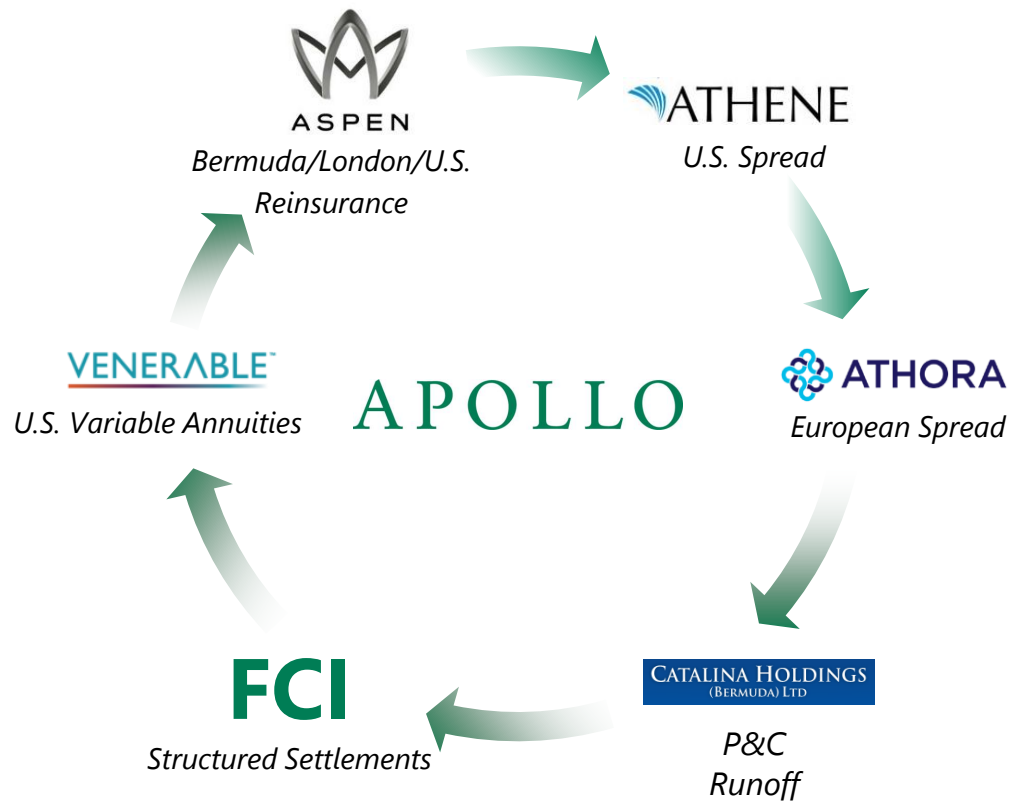 ASPEN
Bermuda/London/U.S.
Reinsurance
ATHENE
U.S. Spread
VENERABLE™
U.S. Variable Annuities
APOLLO
ATHORA
European Spread
FCI
Structured Settlements
CATALINA HOLDINGS
(BERMUDA) LTD
P&C
Runoff